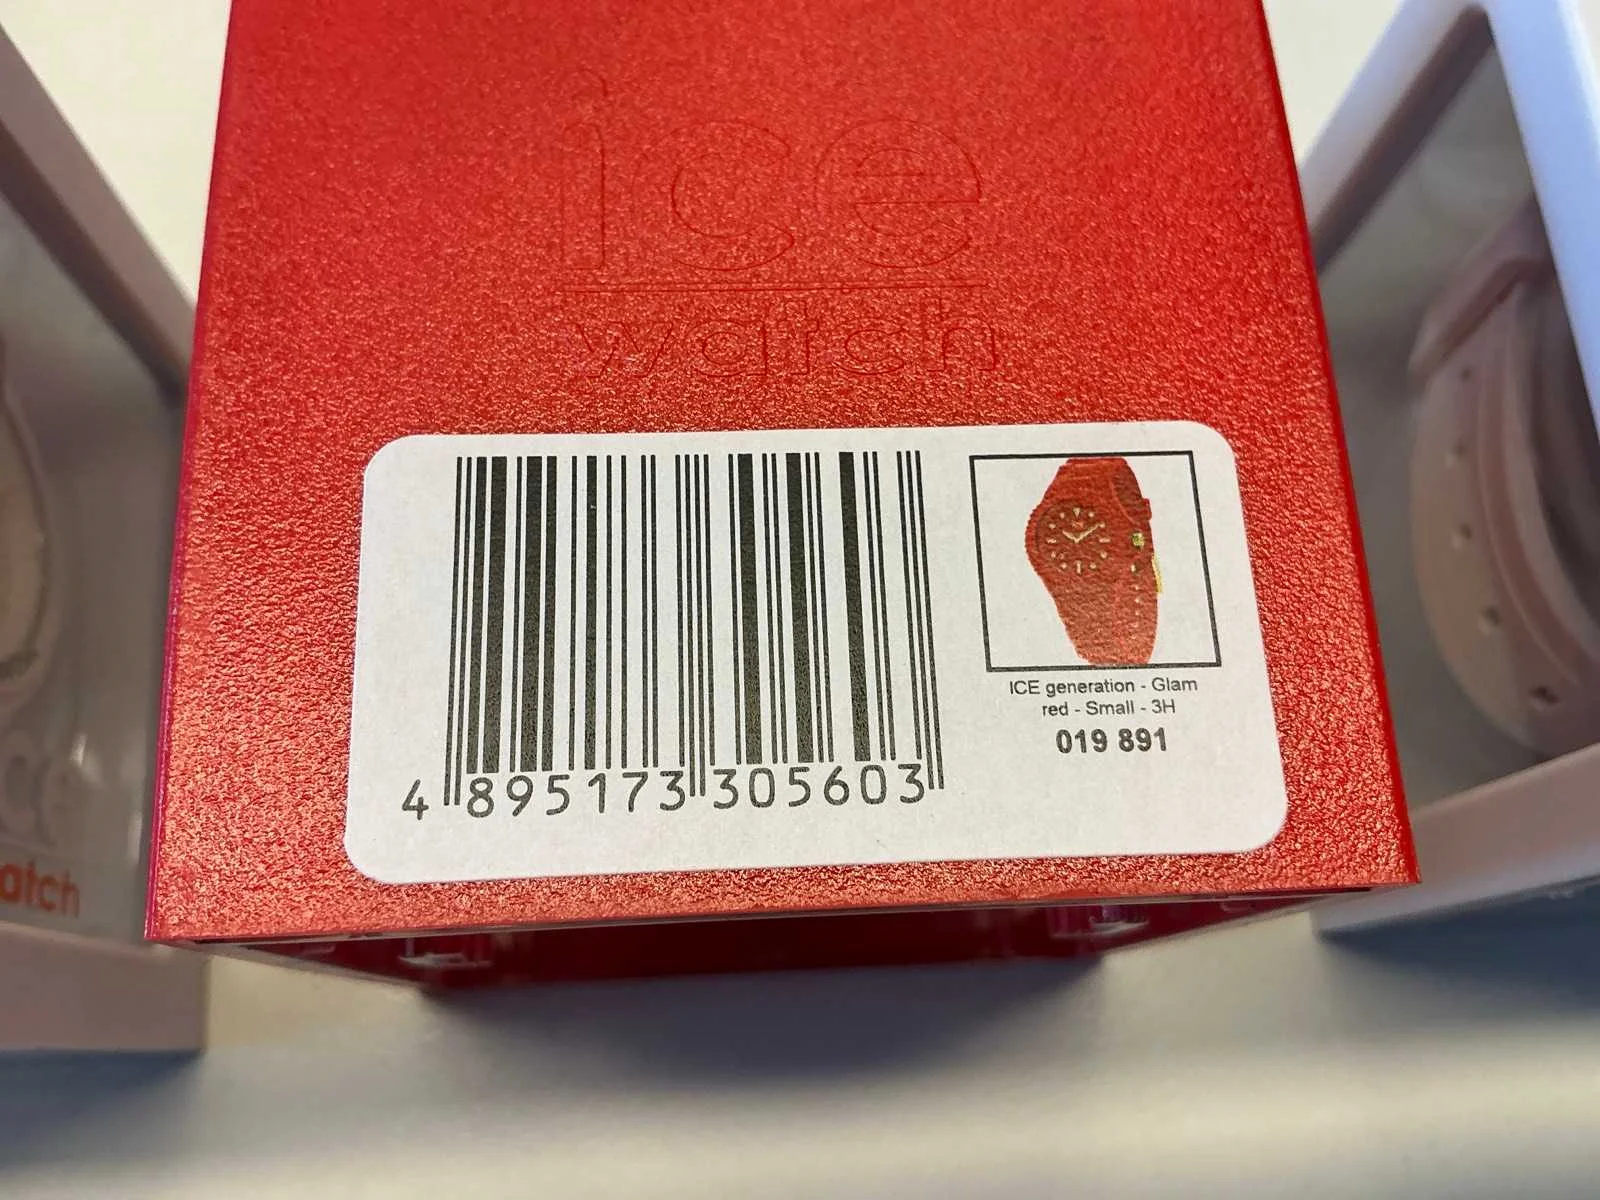 ice
watch
ICE generation - Glam
red - Small - 3H
019 891
4 895173 305603
atch